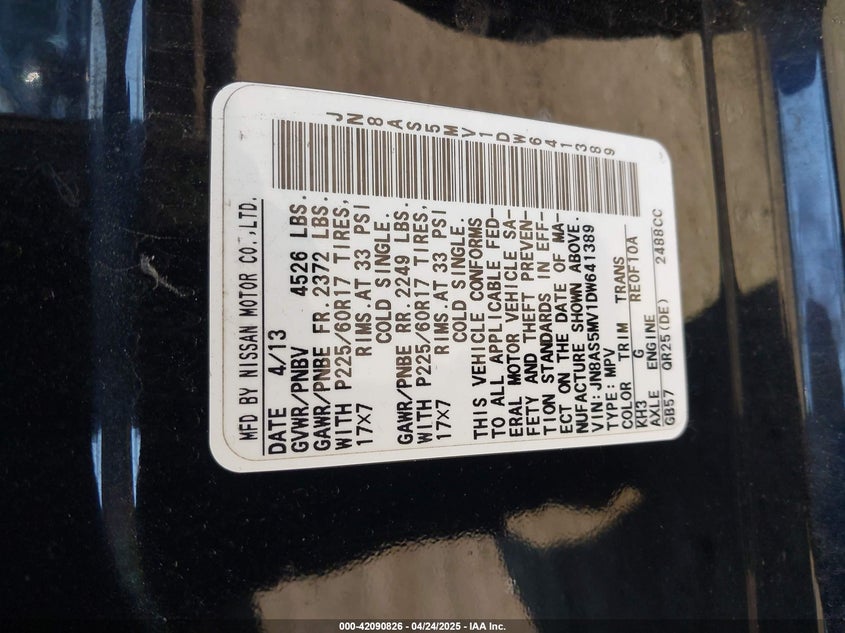 JN8AS5MV1DW641389
MFD BY NISSAN MOTOR CO.,LTD.
DATE 4/13
GVWR/PNBV 4526 LBS.
GAWR/PNBE FR. 2372 LBS.
WITH P225/60R17 TIRES,
17X7 RIMS AT 33 PSI
COLD SINGLE.
GAWR/PNBE RR. 2249 LBS.
WITH P225/60R17 TIRES,
17X7 RIMS AT 33 PSI
COLD SINGLE.
THIS VEHICLE CONFORMS
TO ALL APPLICABLE FED-
ERAL MOTOR VEHICLE SA-
FETY AND THEFT PREVEN-
TION STANDARDS IN EFF-
ECT ON THE DATE OF MA-
NUFACTURE SHOWN ABOVE.
VIN:JN8AS5MV1DW641389
TYPE:MPV
COLOR TRIM TRANS
KH3 G RE0F10A
AXLE ENGINE
GB57 QR25(DE) 2488CC
000-42090826 - 04/24/2025 - IAA Inc.